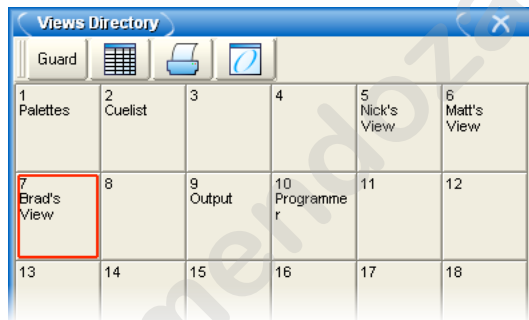 Views Directory
Guard
1 2 3 4 5 6
Palettes Cuelist Nick's View Matt's View
7 8 9 10 11 12
Brad's View Output Programmer
13 14 15 16 17 18